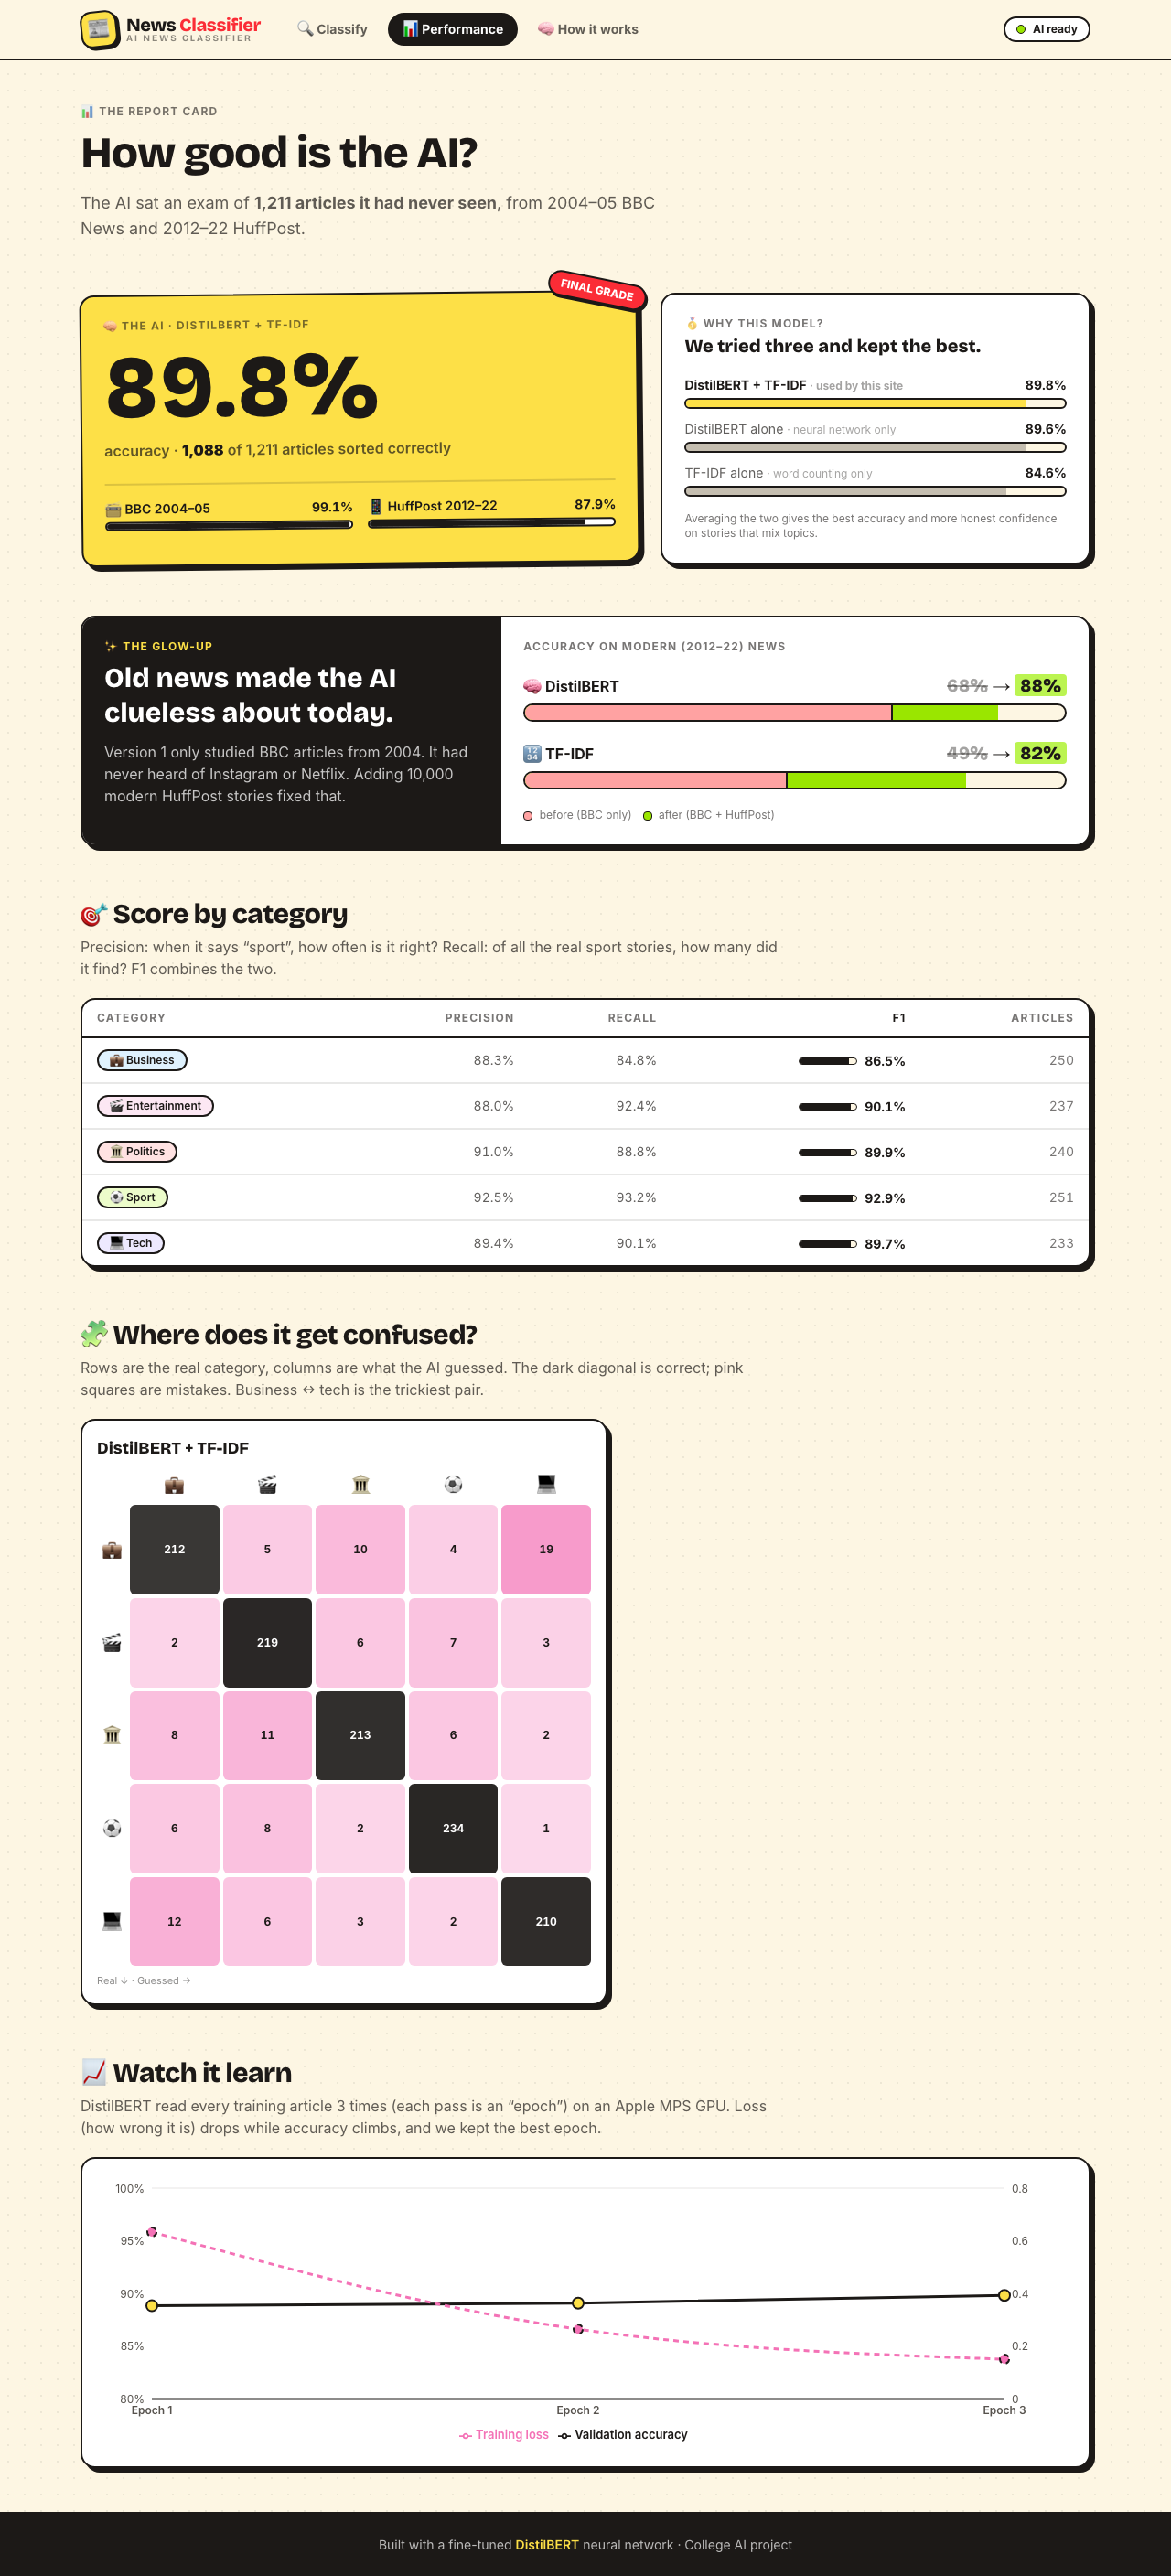 News Classifier
AI NEWS CLASSIFIER
Classify
Performance
How it works
AI ready
THE REPORT CARD
How good is the AI?
The AI sat an exam of 1,211 articles it had never seen, from 2004–05 BBC
News and 2012–22 HuffPost.
FINAL GRADE
THE AI · DISTILBERT + TF-IDF
89.8%
accuracy · 1,088 of 1,211 articles sorted correctly
BBC 2004–05 99.1%
HuffPost 2012–22 87.9%
WHY THIS MODEL?
We tried three and kept the best.
DistilBERT + TF-IDF · used by this site 89.8%
DistilBERT alone · neural network only 89.6%
TF-IDF alone · word counting only 84.6%
Averaging the two gives the best accuracy and more honest confidence
on stories that mix topics.
THE GLOW-UP
Old news made the AI
clueless about today.
Version 1 only studied BBC articles from 2004. It had
never heard of Instagram or Netflix. Adding 10,000
modern HuffPost stories fixed that.
ACCURACY ON MODERN (2012–22) NEWS
DistilBERT 68% → 88%
TF-IDF 49% → 82%
before (BBC only) after (BBC + HuffPost)
Score by category
Precision: when it says “sport”, how often is it right? Recall: of all the real sport stories, how many did
it find? F1 combines the two.
CATEGORY PRECISION RECALL F1 ARTICLES
Business 88.3% 84.8% 86.5% 250
Entertainment 88.0% 92.4% 90.1% 237
Politics 91.0% 88.8% 89.9% 240
Sport 92.5% 93.2% 92.9% 251
Tech 89.4% 90.1% 89.7% 233
Where does it get confused?
Rows are the real category, columns are what the AI guessed. The dark diagonal is correct; pink
squares are mistakes. Business ↔ tech is the trickiest pair.
DistilBERT + TF-IDF
212 5 10 4 19
2 219 6 7 3
8 11 213 6 2
6 8 2 234 1
12 6 3 2 210
Real ↓ · Guessed →
Watch it learn
DistilBERT read every training article 3 times (each pass is an “epoch”) on an Apple MPS GPU. Loss
(how wrong it is) drops while accuracy climbs, and we kept the best epoch.
100% 0.8
95% 0.6
90% 0.4
85% 0.2
80% 0
Epoch 1 Epoch 2 Epoch 3
Training loss Validation accuracy
Built with a fine-tuned DistilBERT neural network · College AI project